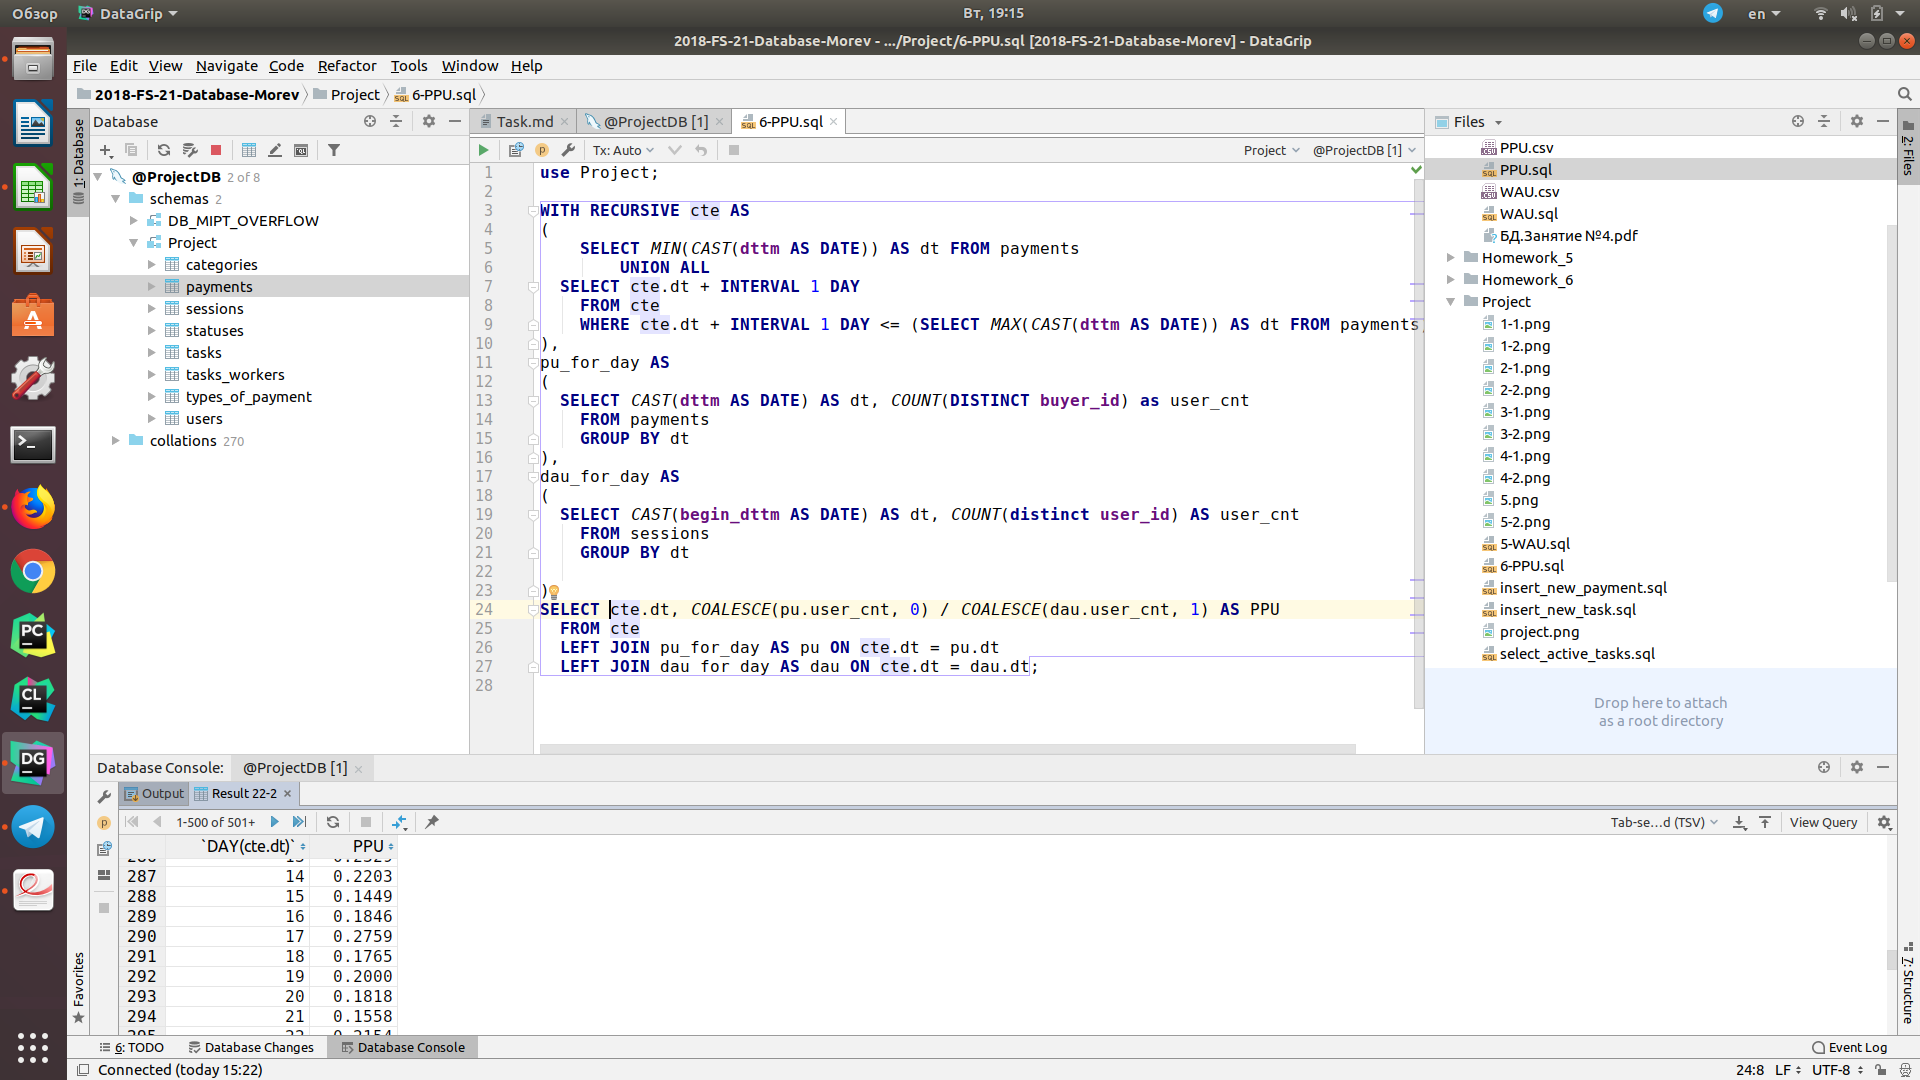 Обзор
DataGrip
Вт, 19:15
en
2018-FS-21-Database-Morev - .../Project/6-PPU.sql [2018-FS-21-Database-Morev] - DataGrip
File Edit View Navigate Code Refactor Tools Window Help
2018-FS-21-Database-Morev Project 6-PPU.sql
1: Database
Favorites
Database
@ProjectDB 2 of 8
schemas 2
DB_MIPT_OVERFLOW
Project
categories
payments
sessions
statuses
tasks
tasks_workers
types_of_payment
users
collations 270
Task.md @ProjectDB [1] 6-PPU.sql
Tx: Auto Project @ProjectDB [1]
1 use Project;
2
3 WITH RECURSIVE cte AS
4 (
5 SELECT MIN(CAST(dttm AS DATE)) AS dt FROM payments
6 UNION ALL
7 SELECT cte.dt + INTERVAL 1 DAY
8 FROM cte
9 WHERE cte.dt + INTERVAL 1 DAY <= (SELECT MAX(CAST(dttm AS DATE)) AS dt FROM payments
10 ),
11 pu_for_day AS
12 (
13 SELECT CAST(dttm AS DATE) AS dt, COUNT(DISTINCT buyer_id) as user_cnt
14 FROM payments
15 GROUP BY dt
16 ),
17 dau_for_day AS
18 (
19 SELECT CAST(begin_dttm AS DATE) AS dt, COUNT(distinct user_id) AS user_cnt
20 FROM sessions
21 GROUP BY dt
22
23 )
24 SELECT cte.dt, COALESCE(pu.user_cnt, 0) / COALESCE(dau.user_cnt, 1) AS PPU
25 FROM cte
26 LEFT JOIN pu_for_day AS pu ON cte.dt = pu.dt
27 LEFT JOIN dau_for_day AS dau ON cte.dt = dau.dt;
28
Files
PPU.csv
PPU.sql
WAU.csv
WAU.sql
БД.Занятие №4.pdf
Homework_5
Homework_6
Project
1-1.png
1-2.png
2-1.png
2-2.png
3-1.png
3-2.png
4-1.png
4-2.png
5.png
5-2.png
5-WAU.sql
6-PPU.sql
insert_new_payment.sql
insert_new_task.sql
project.png
select_active_tasks.sql
Drop here to attach
as a root directory
2: Files
7: Structure
Database Console: @ProjectDB [1]
Output Result 22-2
1-500 of 501+ Tab-se...d (TSV) View Query
`DAY(cte.dt)` PPU
286 13 0.2329
287 14 0.2203
288 15 0.1449
289 16 0.1846
290 17 0.2759
291 18 0.1765
292 19 0.2000
293 20 0.1818
294 21 0.1558
295 22 0.2154
6: TODO Database Changes Database Console Event Log
Connected (today 15:22) 24:8 LF UTF-8
PC
CL
DG